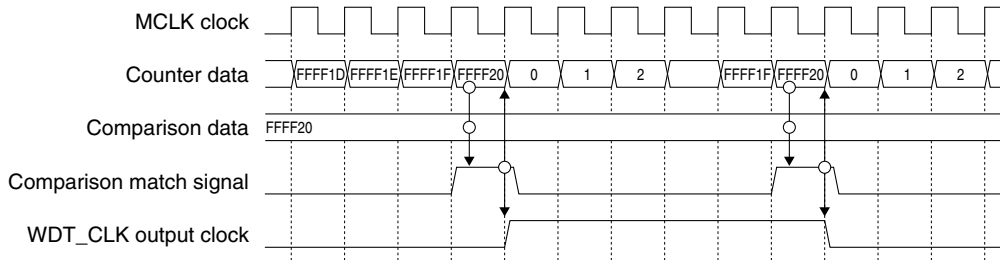 MCLK clock
Counter data FFFF1D FFFF1E FFFF1F FFFF20 0 1 2 FFFF1F FFFF20 0 1 2
Comparison data FFFF20
Comparison match signal
WDT_CLK output clock